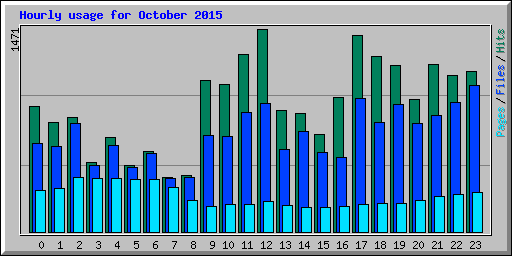 Hourly usage for October 2015
1471
Pages/Files/Hits
0 1 2 3 4 5 6 7 8 9 10 11 12 13 14 15 16 17 18 19 20 21 22 23